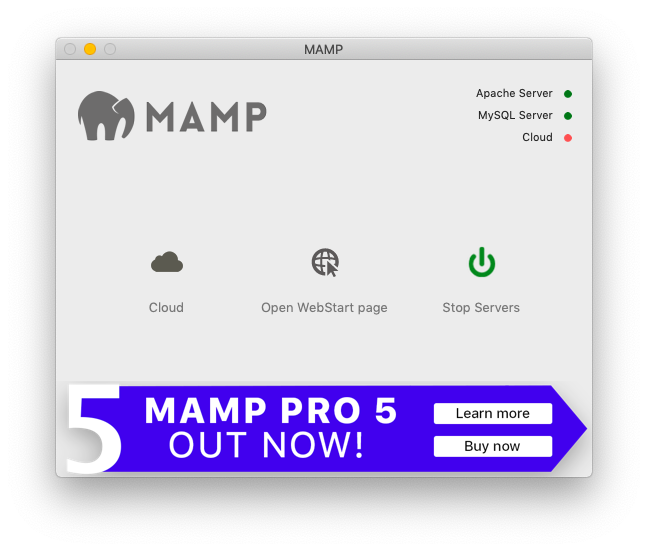 MAMP
MAMP
Apache Server
MySQL Server
Cloud
Cloud
Open WebStart page
Stop Servers
5
MAMP PRO 5
OUT NOW!
Learn more
Buy now